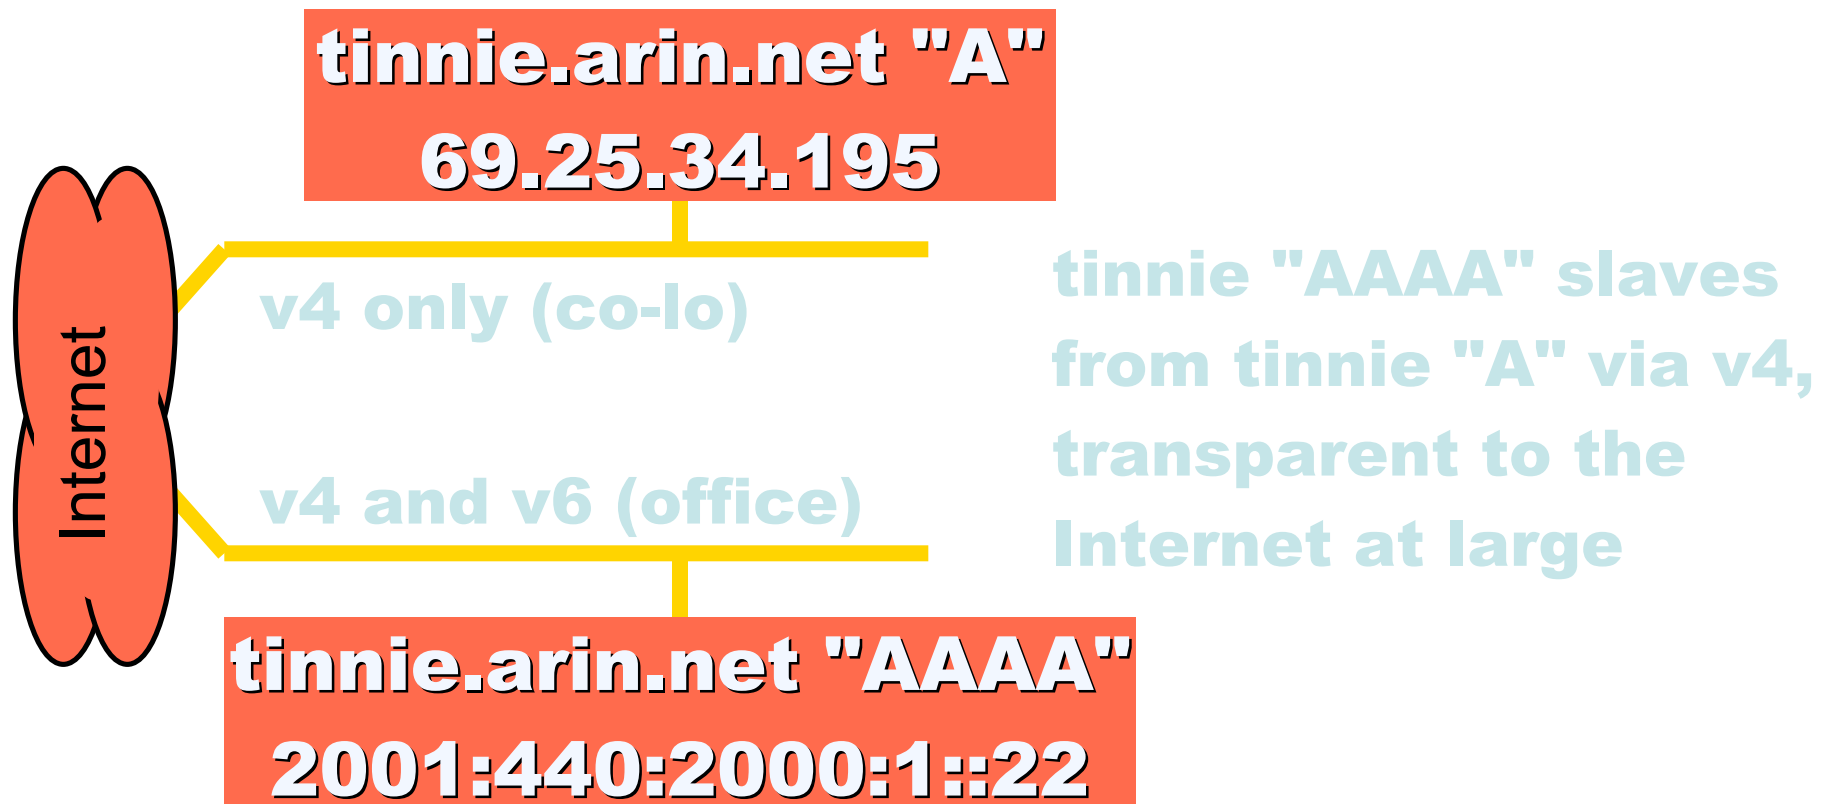 tinnie.arin.net "A"
69.25.34.195
Internet
v4 only (co-lo)
tinnie "AAAA" slaves
from tinnie "A" via v4,
transparent to the
Internet at large
v4 and v6 (office)
tinnie.arin.net "AAAA"
2001:440:2000:1::22